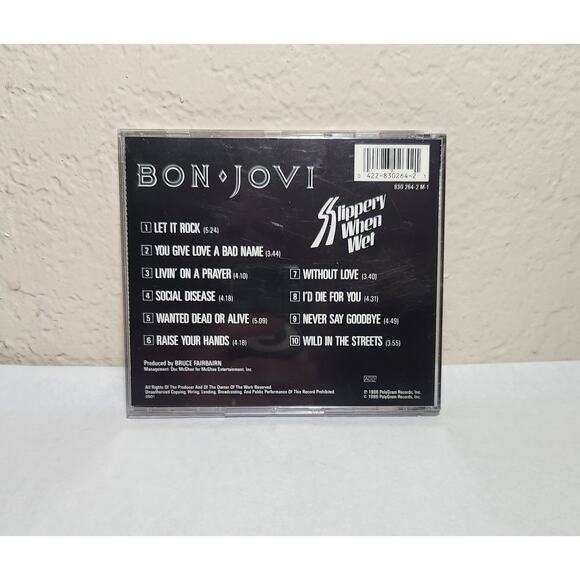 BON♦JOVI
0 422-830264-2 1
830 264-2 M-1
Slippery
When
Wet
1 LET IT ROCK (5:24)
2 YOU GIVE LOVE A BAD NAME (3:44)
3 LIVIN' ON A PRAYER (4:10)
4 SOCIAL DISEASE (4:18)
5 WANTED DEAD OR ALIVE (5:09)
6 RAISE YOUR HANDS (4:18)
7 WITHOUT LOVE (3:40)
8 I'D DIE FOR YOU (4:31)
9 NEVER SAY GOODBYE (4:49)
10 WILD IN THE STREETS (3:55)
Produced by BRUCE FAIRBAIRN
Management: Doc McGhee for McGhee Entertainment, Inc.
All Rights Of The Producer And Of The Owner Of The Work Reserved.
Unauthorized Copying, Hiring, Lending, Broadcasting, And Public Performance Of This Record Prohibited.
ADD
℗ 1986 PolyGram Records, Inc.
© 1986 PolyGram Records, Inc.